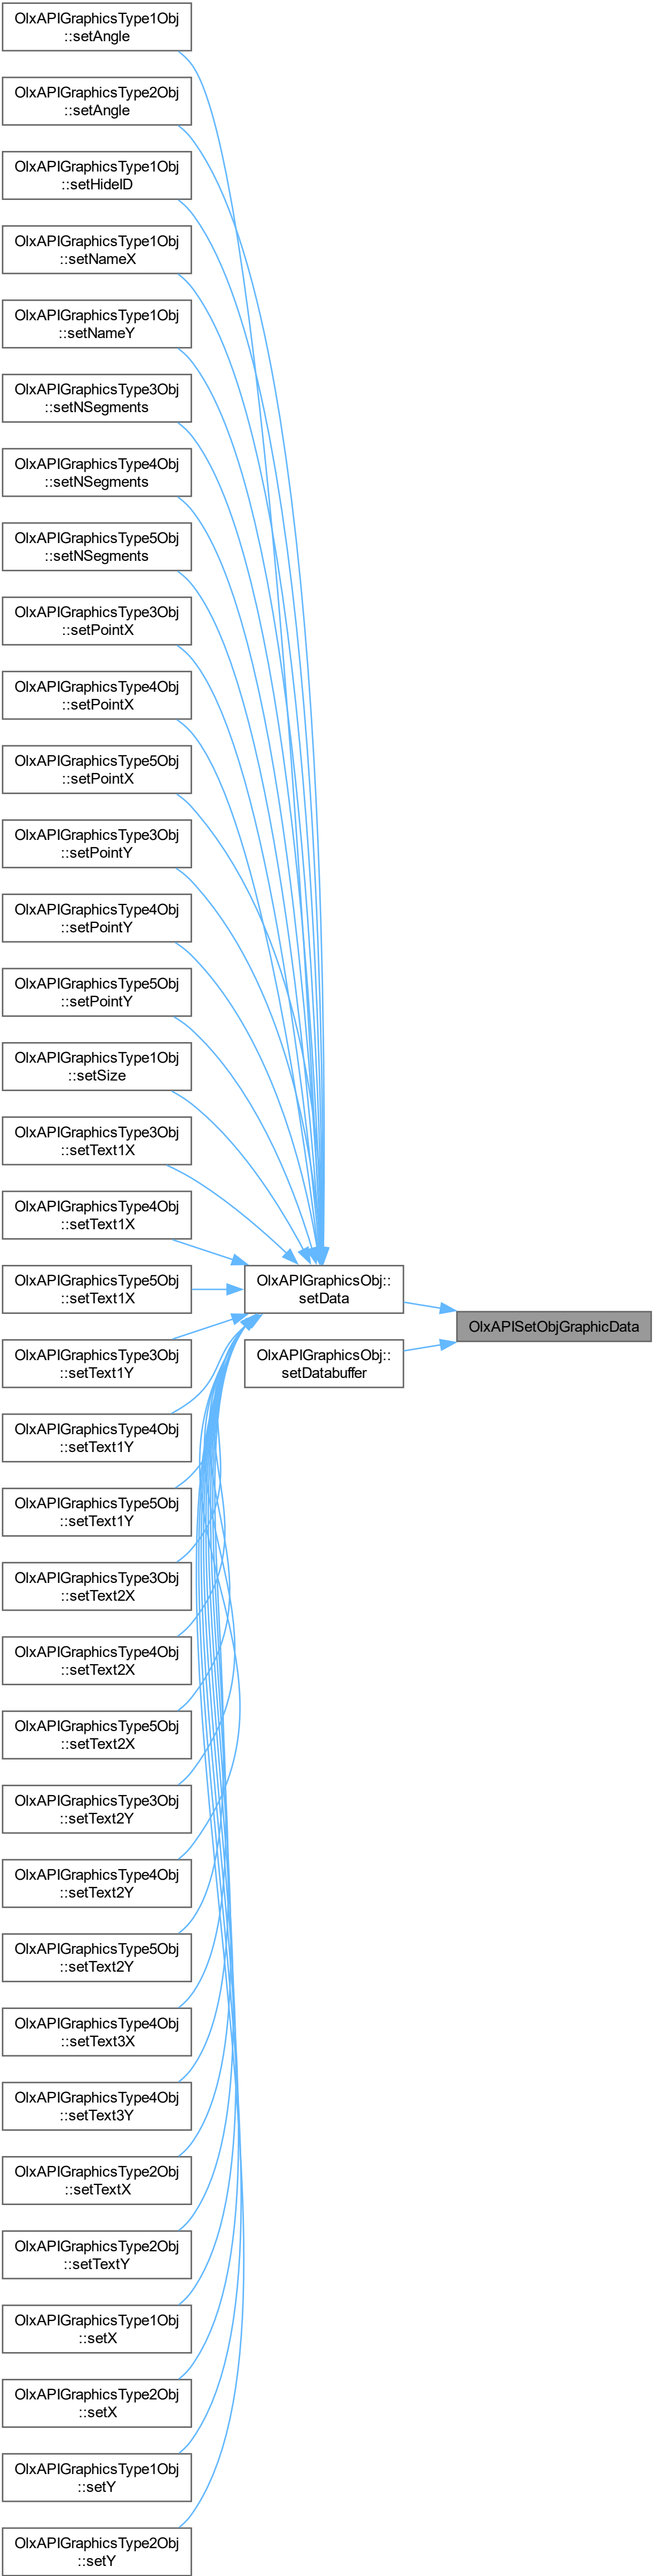 OlxAPIGraphicsType1Obj
::setAngle
OlxAPIGraphicsType2Obj
::setAngle
OlxAPIGraphicsType1Obj
::setHideID
OlxAPIGraphicsType1Obj
::setNameX
OlxAPIGraphicsType1Obj
::setNameY
OlxAPIGraphicsType3Obj
::setNSegments
OlxAPIGraphicsType4Obj
::setNSegments
OlxAPIGraphicsType5Obj
::setNSegments
OlxAPIGraphicsType3Obj
::setPointX
OlxAPIGraphicsType4Obj
::setPointX
OlxAPIGraphicsType5Obj
::setPointX
OlxAPIGraphicsType3Obj
::setPointY
OlxAPIGraphicsType4Obj
::setPointY
OlxAPIGraphicsType5Obj
::setPointY
OlxAPIGraphicsType1Obj
::setSize
OlxAPIGraphicsType3Obj
::setText1X
OlxAPIGraphicsType4Obj
::setText1X
OlxAPIGraphicsType5Obj
::setText1X
OlxAPIGraphicsType3Obj
::setText1Y
OlxAPIGraphicsType4Obj
::setText1Y
OlxAPIGraphicsType5Obj
::setText1Y
OlxAPIGraphicsType3Obj
::setText2X
OlxAPIGraphicsType4Obj
::setText2X
OlxAPIGraphicsType5Obj
::setText2X
OlxAPIGraphicsType3Obj
::setText2Y
OlxAPIGraphicsType4Obj
::setText2Y
OlxAPIGraphicsType5Obj
::setText2Y
OlxAPIGraphicsType4Obj
::setText3X
OlxAPIGraphicsType4Obj
::setText3Y
OlxAPIGraphicsType2Obj
::setTextX
OlxAPIGraphicsType2Obj
::setTextY
OlxAPIGraphicsType1Obj
::setX
OlxAPIGraphicsType2Obj
::setX
OlxAPIGraphicsType1Obj
::setY
OlxAPIGraphicsType2Obj
::setY
OlxAPIGraphicsObj::
setData
OlxAPIGraphicsObj::
setDatabuffer
OlxAPISetObjGraphicData